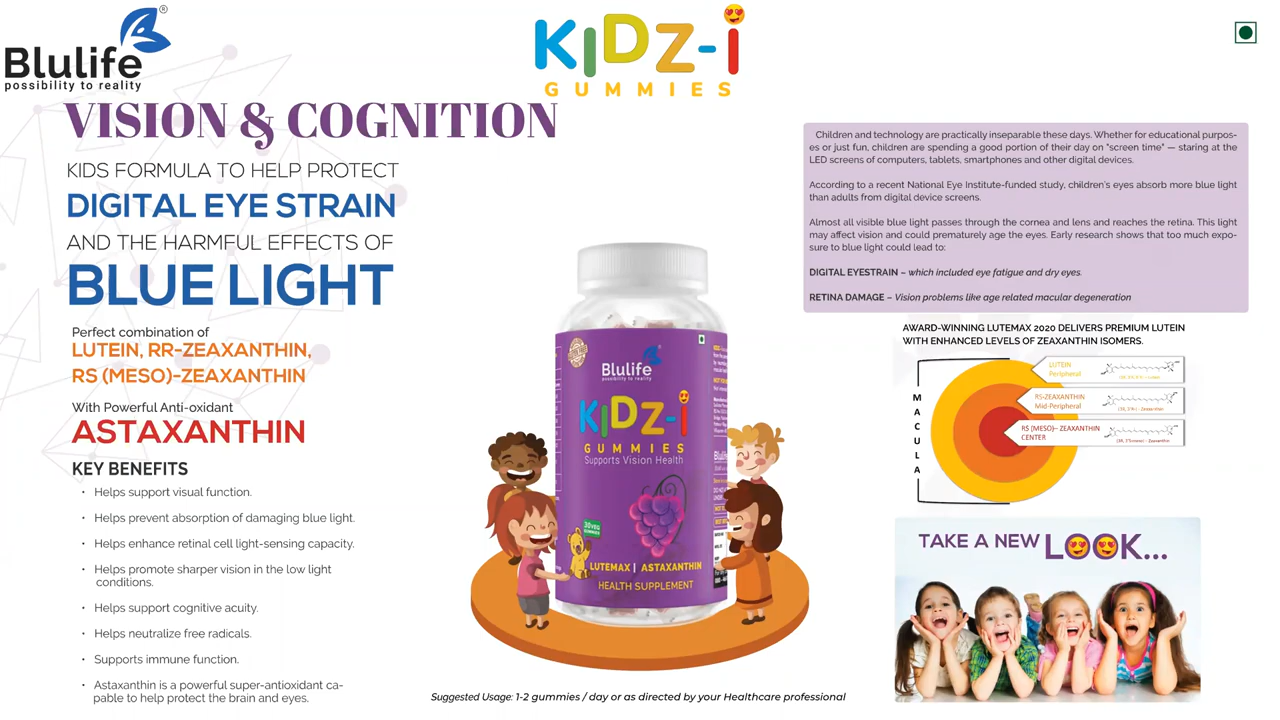 Blulife®
possibility to reality
KiDZ-i
GUMMIES
VISION & COGNITION
KIDS FORMULA TO HELP PROTECT
DIGITAL EYE STRAIN
AND THE HARMFUL EFFECTS OF
BLUE LIGHT
Perfect combination of
LUTEIN, RR-ZEAXANTHIN,
RS (MESO)-ZEAXANTHIN
With Powerful Anti-oxidant
ASTAXANTHIN
KEY BENEFITS
• Helps support visual function.
• Helps prevent absorption of damaging blue light.
• Helps enhance retinal cell light-sensing capacity.
• Helps promote sharper vision in the low light
conditions.
• Helps support cognitive acuity.
• Helps neutralize free radicals.
• Supports immune function.
• Astaxanthin is a powerful super-antioxidant ca-
pable to help protect the brain and eyes.
Blulife
possibility to reality
KiDZ-i
GUMMIES
Supports Vision Health
30 VEG
GUMMIES
LUTEMAX | ASTAXANTHIN
HEALTH SUPPLEMENT
Suggested Usage: 1-2 gummies / day or as directed by your Healthcare professional
Children and technology are practically inseparable these days. Whether for educational purpos-
es or just fun, children are spending a good portion of their day on "screen time" — staring at the
LED screens of computers, tablets, smartphones and other digital devices.
According to a recent National Eye Institute-funded study, children's eyes absorb more blue light
than adults from digital device screens.
Almost all visible blue light passes through the cornea and lens and reaches the retina. This light
may affect vision and could prematurely age the eyes. Early research shows that too much expo-
sure to blue light could lead to:
DIGITAL EYESTRAIN – which included eye fatigue and dry eyes.
RETINA DAMAGE – Vision problems like age related macular degeneration
AWARD-WINNING LUTEMAX 2020 DELIVERS PREMIUM LUTEIN
WITH ENHANCED LEVELS OF ZEAXANTHIN ISOMERS.
MACULA
LUTEIN
Peripheral
RS-ZEAXANTHIN
Mid-Peripheral
RS (MESO)– ZEAXANTHIN
CENTER
TAKE A NEW LOOK...